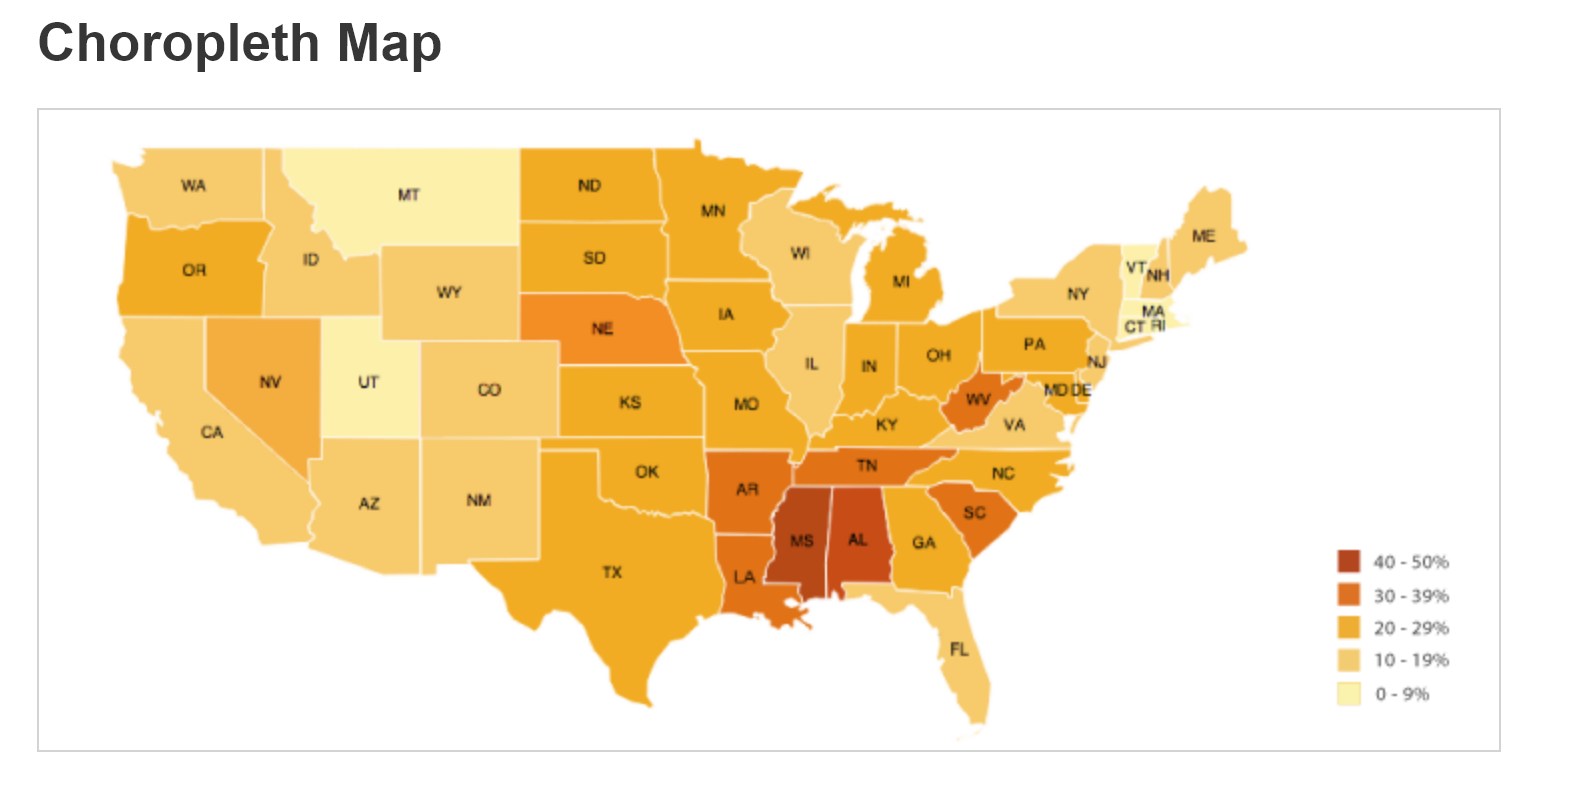 Choropleth Map
WA
MT
ND
MN
OR
ID
SD
WI
MI
ME
VT
NH
WY
NY
NE
IA
MA
CT RI
PA
NV
UT
CO
IL
IN
OH
NJ
KS
MO
WV
MD DE
CA
KY
VA
AZ
NM
OK
AR
TN
NC
MS
AL
GA
SC
TX
LA
FL
40 - 50%
30 - 39%
20 - 29%
10 - 19%
0 - 9%